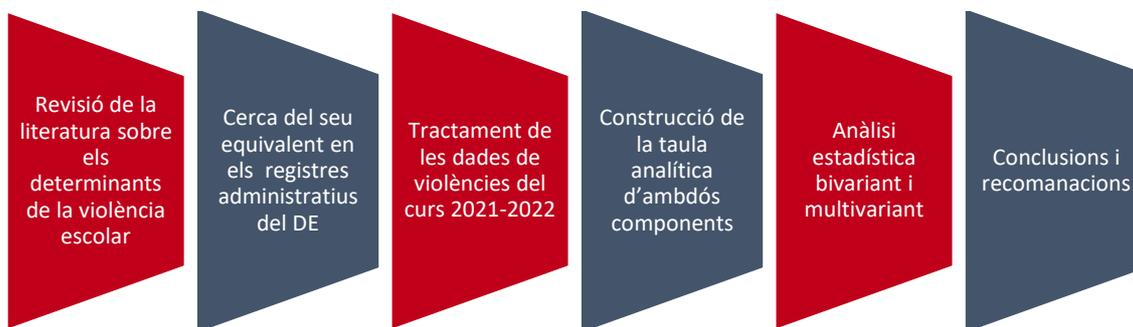 Revisió de la
literatura sobre
els
determinants
de la violència
escolar
Cerca del seu
equivalent en
els registres
administratius
del DE
Tractament de
les dades de
violències del
curs 2021-2022
Construcció de
la taula
analítica
d’ambdós
components
Anàlisi
estadística
bivariant i
multivariant
Conclusions i
recomanacions